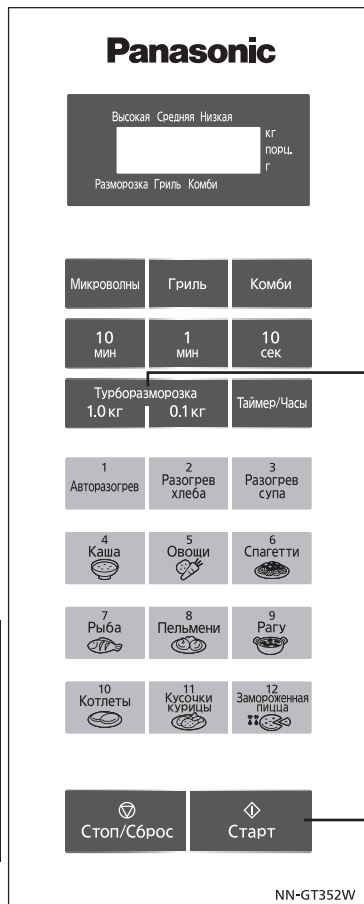 Panasonic
Высокая Средняя Низкая
кг
порц.
г
Разморозка Гриль Комби
Микроволны
Гриль
Комби
10
мин
1
мин
10
сек
Турборазморозка
1.0 кг
0.1 кг
Таймер/Часы
1
Авторазогрев
2
Разогрев
хлеба
3
Разогрев
супа
4
Каша
5
Овощи
6
Спагетти
7
Рыба
8
Пельмени
9
Рагу
10
Котлеты
11
Кусочки
курицы
12
Замороженная
пицца
Стоп/Сброс
Старт
NN-GT352W